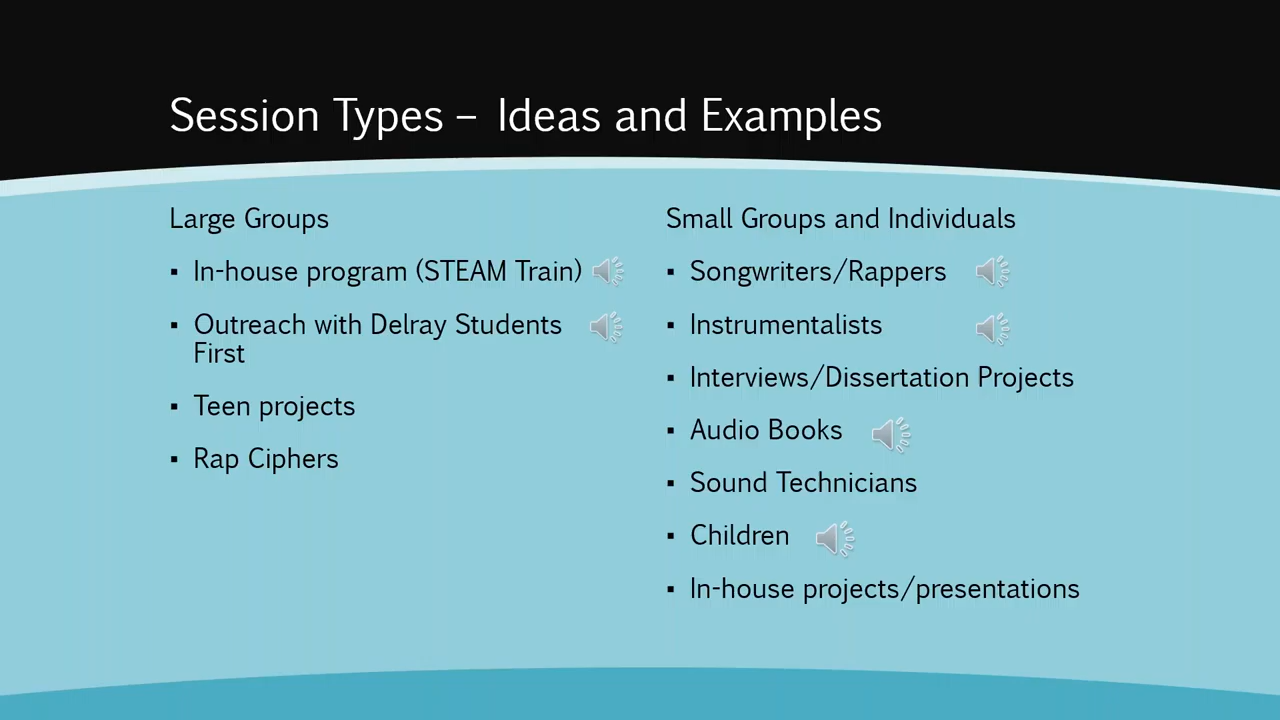 Session Types – Ideas and Examples
Large Groups
▪ In-house program (STEAM Train)
▪ Outreach with Delray Students
First
▪ Teen projects
▪ Rap Ciphers
Small Groups and Individuals
▪ Songwriters/Rappers
▪ Instrumentalists
▪ Interviews/Dissertation Projects
▪ Audio Books
▪ Sound Technicians
▪ Children
▪ In-house projects/presentations